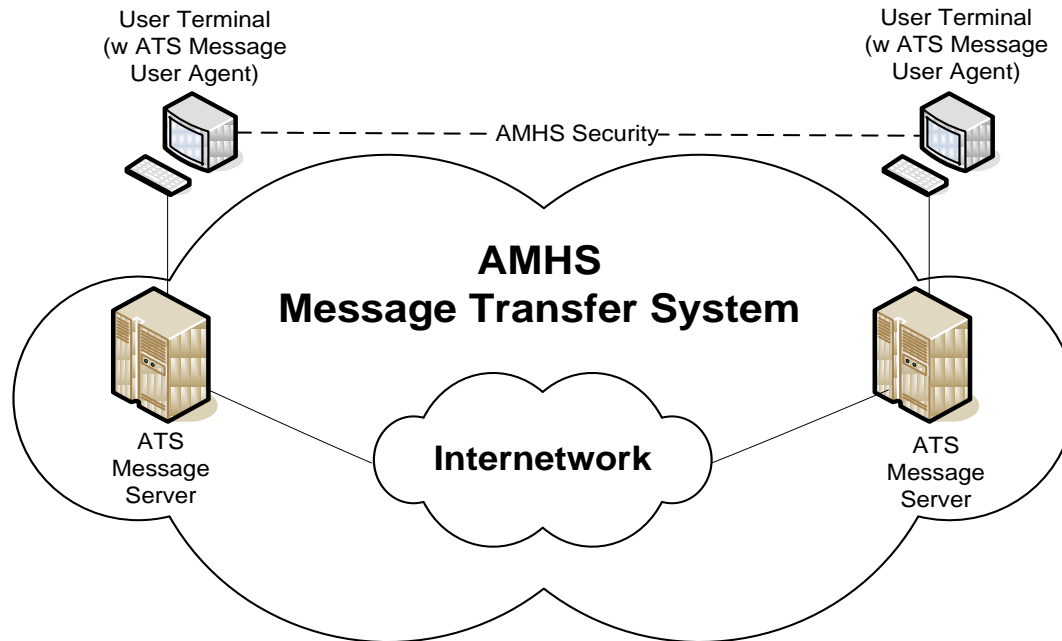 User Terminal
(w ATS Message
User Agent)
User Terminal
(w ATS Message
User Agent)
AMHS Security
AMHS
Message Transfer System
ATS
Message
Server
Internetwork
ATS
Message
Server